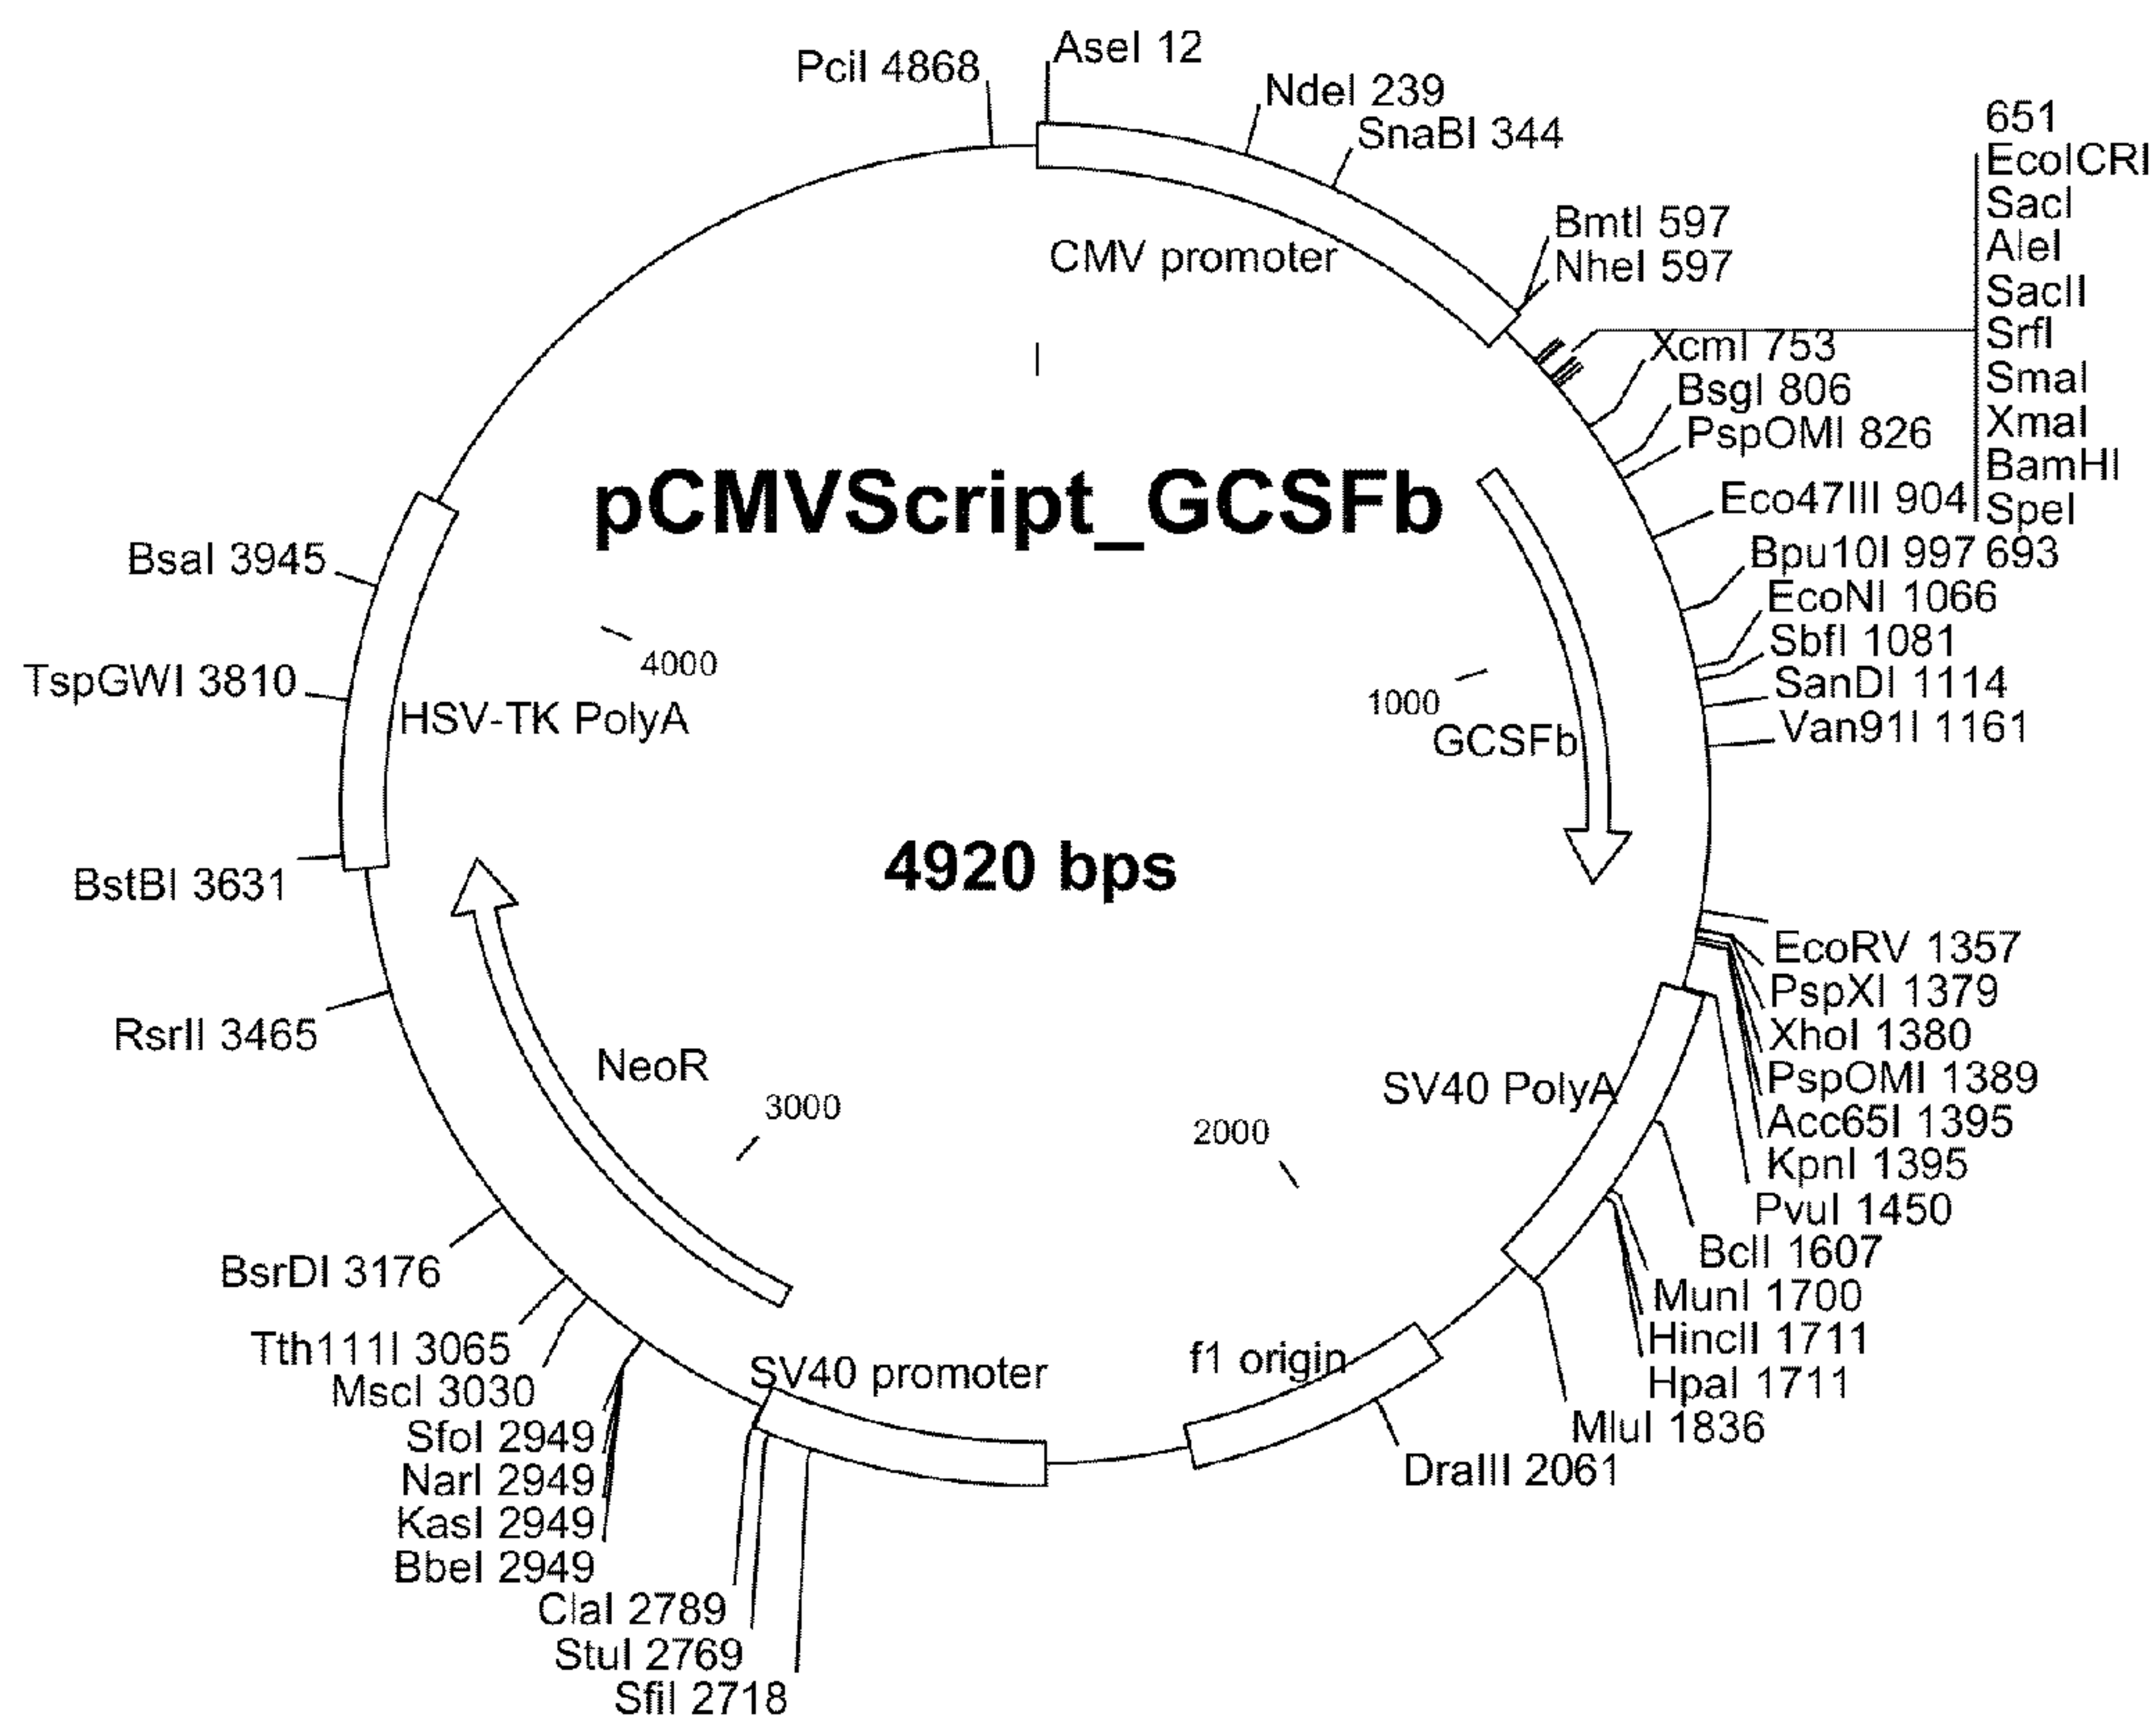 PciI 4868
AseI 12
NdeI 239
SnaBI 344
BmtI 597
NheI 597
651
EcoICRI
SacI
AleI
SacII
SrfI
SmaI
XmaI
BamHI
SpeI
693
XcmI 753
BsgI 806
PspOMI 826
Eco47III 904
Bpu10I 997
EcoNI 1066
SbfI 1081
SanDI 1114
Van91I 1161
EcoRV 1357
PspXI 1379
XhoI 1380
PspOMI 1389
Acc65I 1395
KpnI 1395
PvuI 1450
BclI 1607
MunI 1700
HincII 1711
HpaI 1711
MluI 1836
DraIII 2061
SfiI 2718
StuI 2769
ClaI 2789
BbeI 2949
KasI 2949
NarI 2949
SfoI 2949
MscI 3030
Tth111I 3065
BsrDI 3176
RsrII 3465
BstBI 3631
TspGWI 3810
BsaI 3945
CMV promoter
pCMVScript_GCSFb
4920 bps
1000
GCSFb
SV40 PolyA
2000
f1 origin
SV40 promoter
3000
NeoR
HSV-TK PolyA
4000